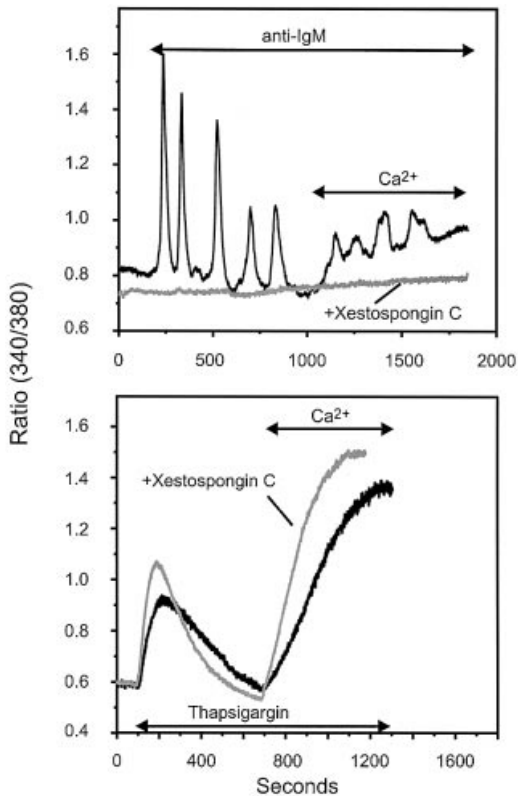 anti-IgM
1.6
1.4
1.2
1.0
0.8
0.6
Ca2+
+Xestospongin C
0 500 1000 1500 2000
Ratio (340/380)
Ca2+
1.6
1.4
1.2
1.0
0.8
0.6
0.4
+Xestospongin C
Thapsigargin
0 400 800 1200 1600
Seconds